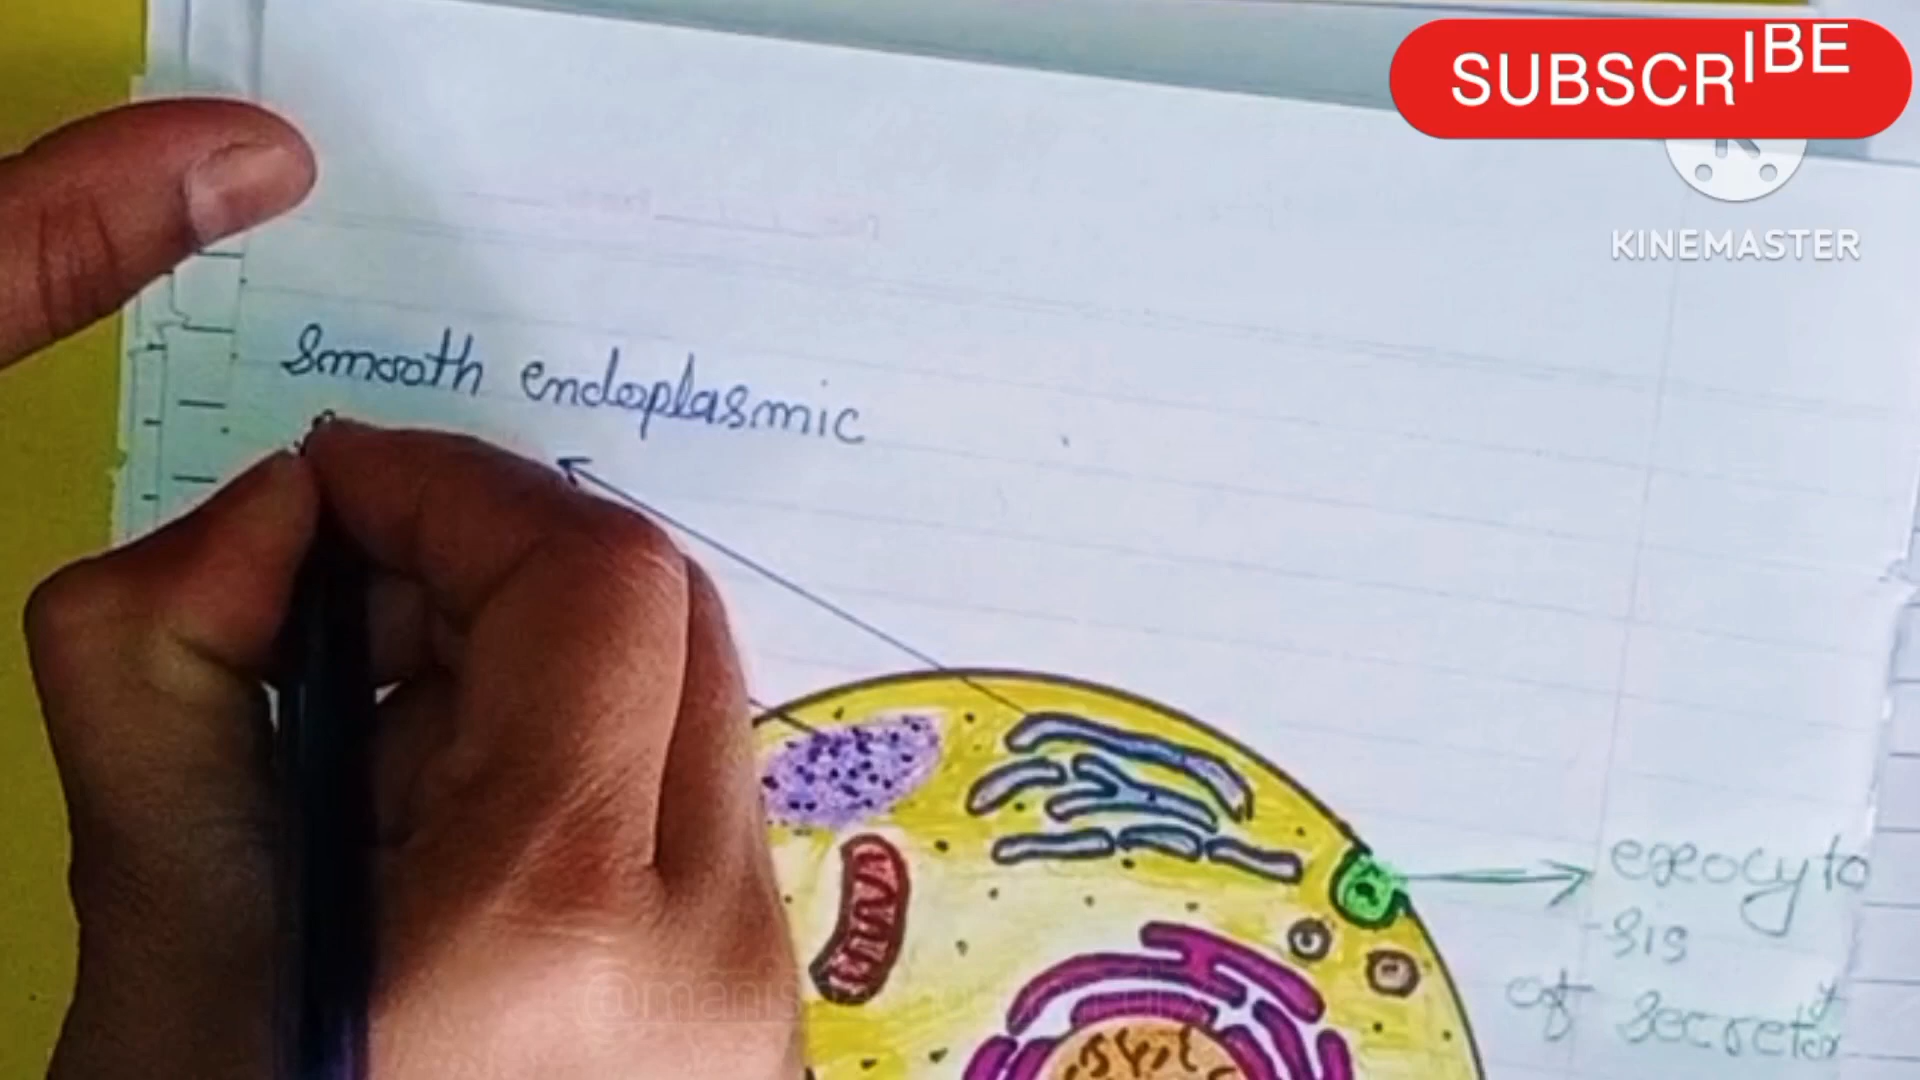 SUBSCRIBE
KINEMASTER
Smooth endoplasmic
exocyto
-sis
of secretory